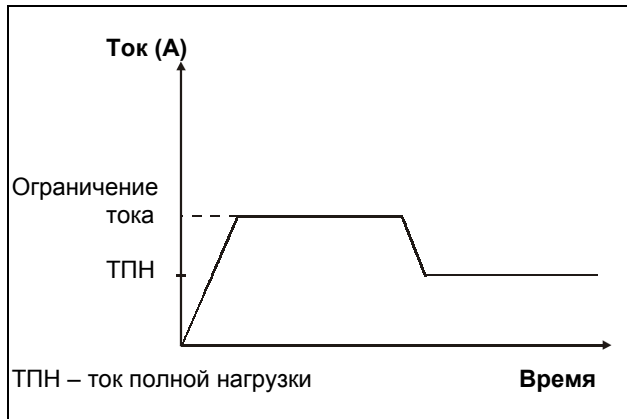 Ток (А)
Ограничение
тока
ТПН
ТПН – ток полной нагрузки
Время